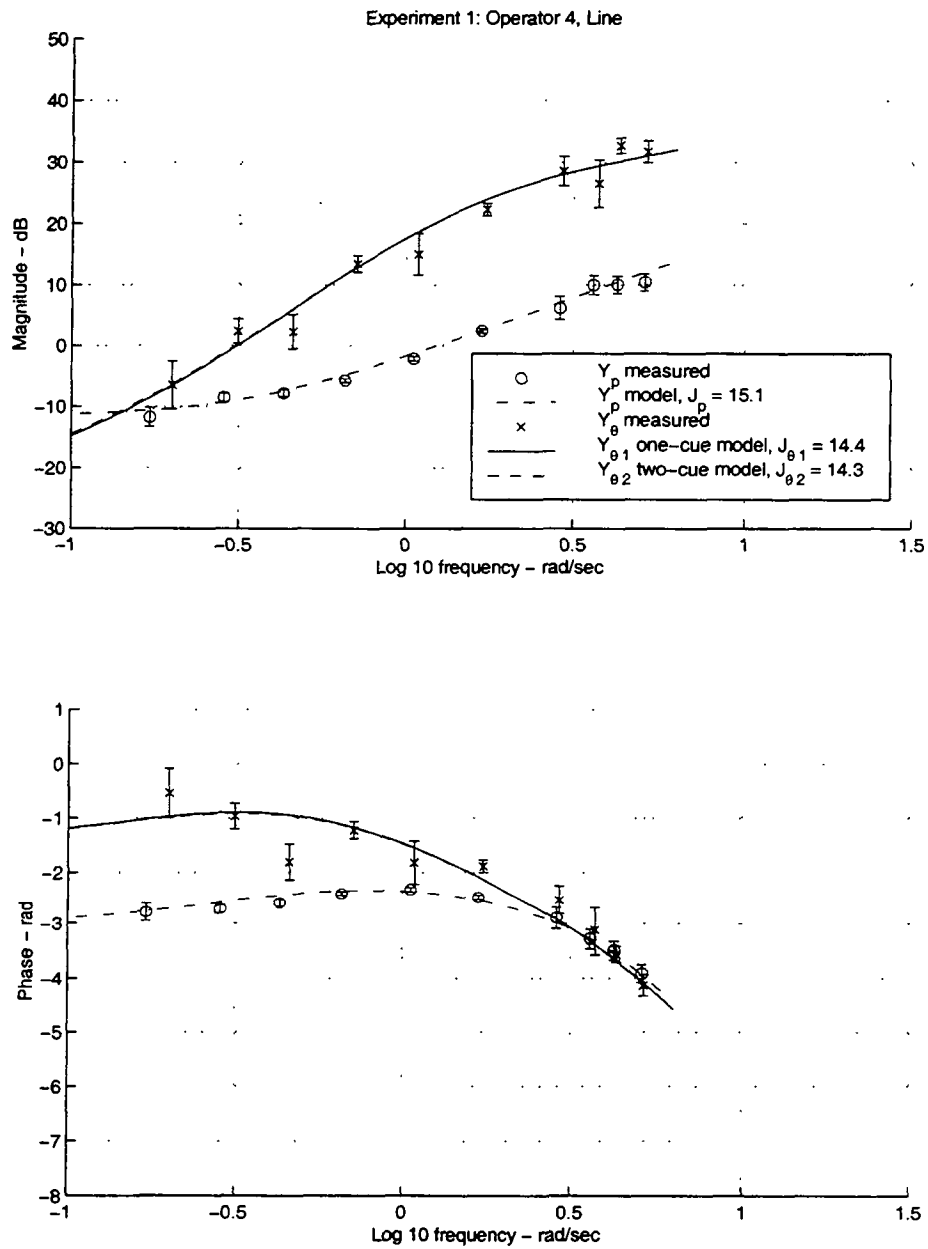 Experiment 1: Operator 4, Line
50
40
30
20
10
0
−10
−20
−30
Magnitude − dB
Y_p measured
Y_p model, J_p = 15.1
Y_θ measured
Y_θ1 one−cue model, J_θ1 = 14.4
Y_θ2 two−cue model, J_θ2 = 14.3
−1 −0.5 0 0.5 1 1.5
Log 10 frequency − rad/sec
1
0
−1
−2
−3
−4
−5
−6
−7
−8
Phase − rad
−1 −0.5 0 0.5 1 1.5
Log 10 frequency − rad/sec